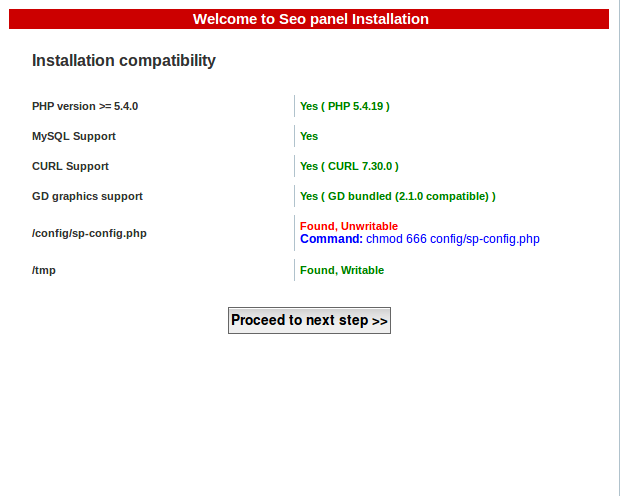 Welcome to Seo panel Installation
Installation compatibility
PHP version >= 5.4.0 Yes ( PHP 5.4.19 )
MySQL Support Yes
CURL Support Yes ( CURL 7.30.0 )
GD graphics support Yes ( GD bundled (2.1.0 compatible) )
/config/sp-config.php Found, Unwritable
Command: chmod 666 config/sp-config.php
/tmp Found, Writable
Proceed to next step >>